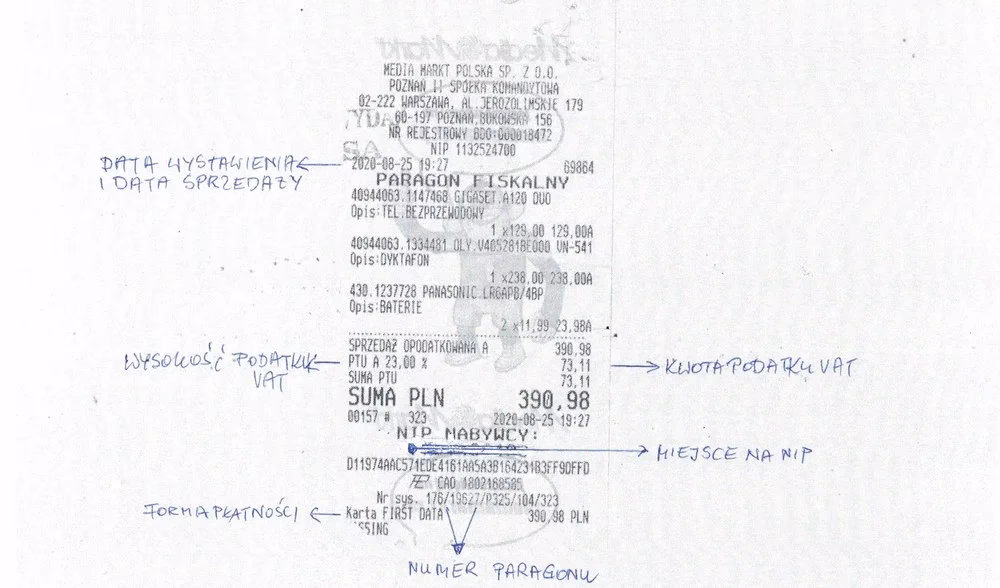 MEDIA MARKT POLSKA SP. Z O.O.
POZNAŃ II SPÓŁKA KOMANDYTOWA
02-222 WARSZAWA, AL.JEROZOLIMSKIE 179
60-197 POZNAŃ,BUKOWSKA 156
NR REJESTROWY BDO:000018472
NIP 1132524700
DATA WYSTAWIENIA
I DATA SPRZEDAŻY
2020-08-25 19:27 69864
PARAGON FISKALNY
40944063.1147468 GIGASET.A120 DUO
Opis:TEL.BEZPRZEWODOWY
1 x129,00 129,00A
40944063.1334481 OLY.V405281BE000 VN-541
Opis:DYKTAFON
1 x238,00 238,00A
430.1237728 PANASONIC.LR6APB/4BP
Opis:BATERIE
2 x11,99 23,98A
SPRZEDAŻ OPODATKOWANA A 390,98
WYSOKOŚĆ PODATKU
VAT
PTU A 23,00 % 73,11
KWOTA PODATKU VAT
SUMA PTU 73,11
SUMA PLN 390,98
00157 # 323 2020-08-25 19:27
NIP NABYWCY:
MIEJSCE NA NIP
D11974AAC571EDE4161AA5A3B164231B3FF9DFFD
CAO 1802168585
Nr sys. 176/19627/P325/104/323
FORMA PŁATNOŚCI
Karta FIRST DATA 390,98 PLN
NUMER PARAGONU